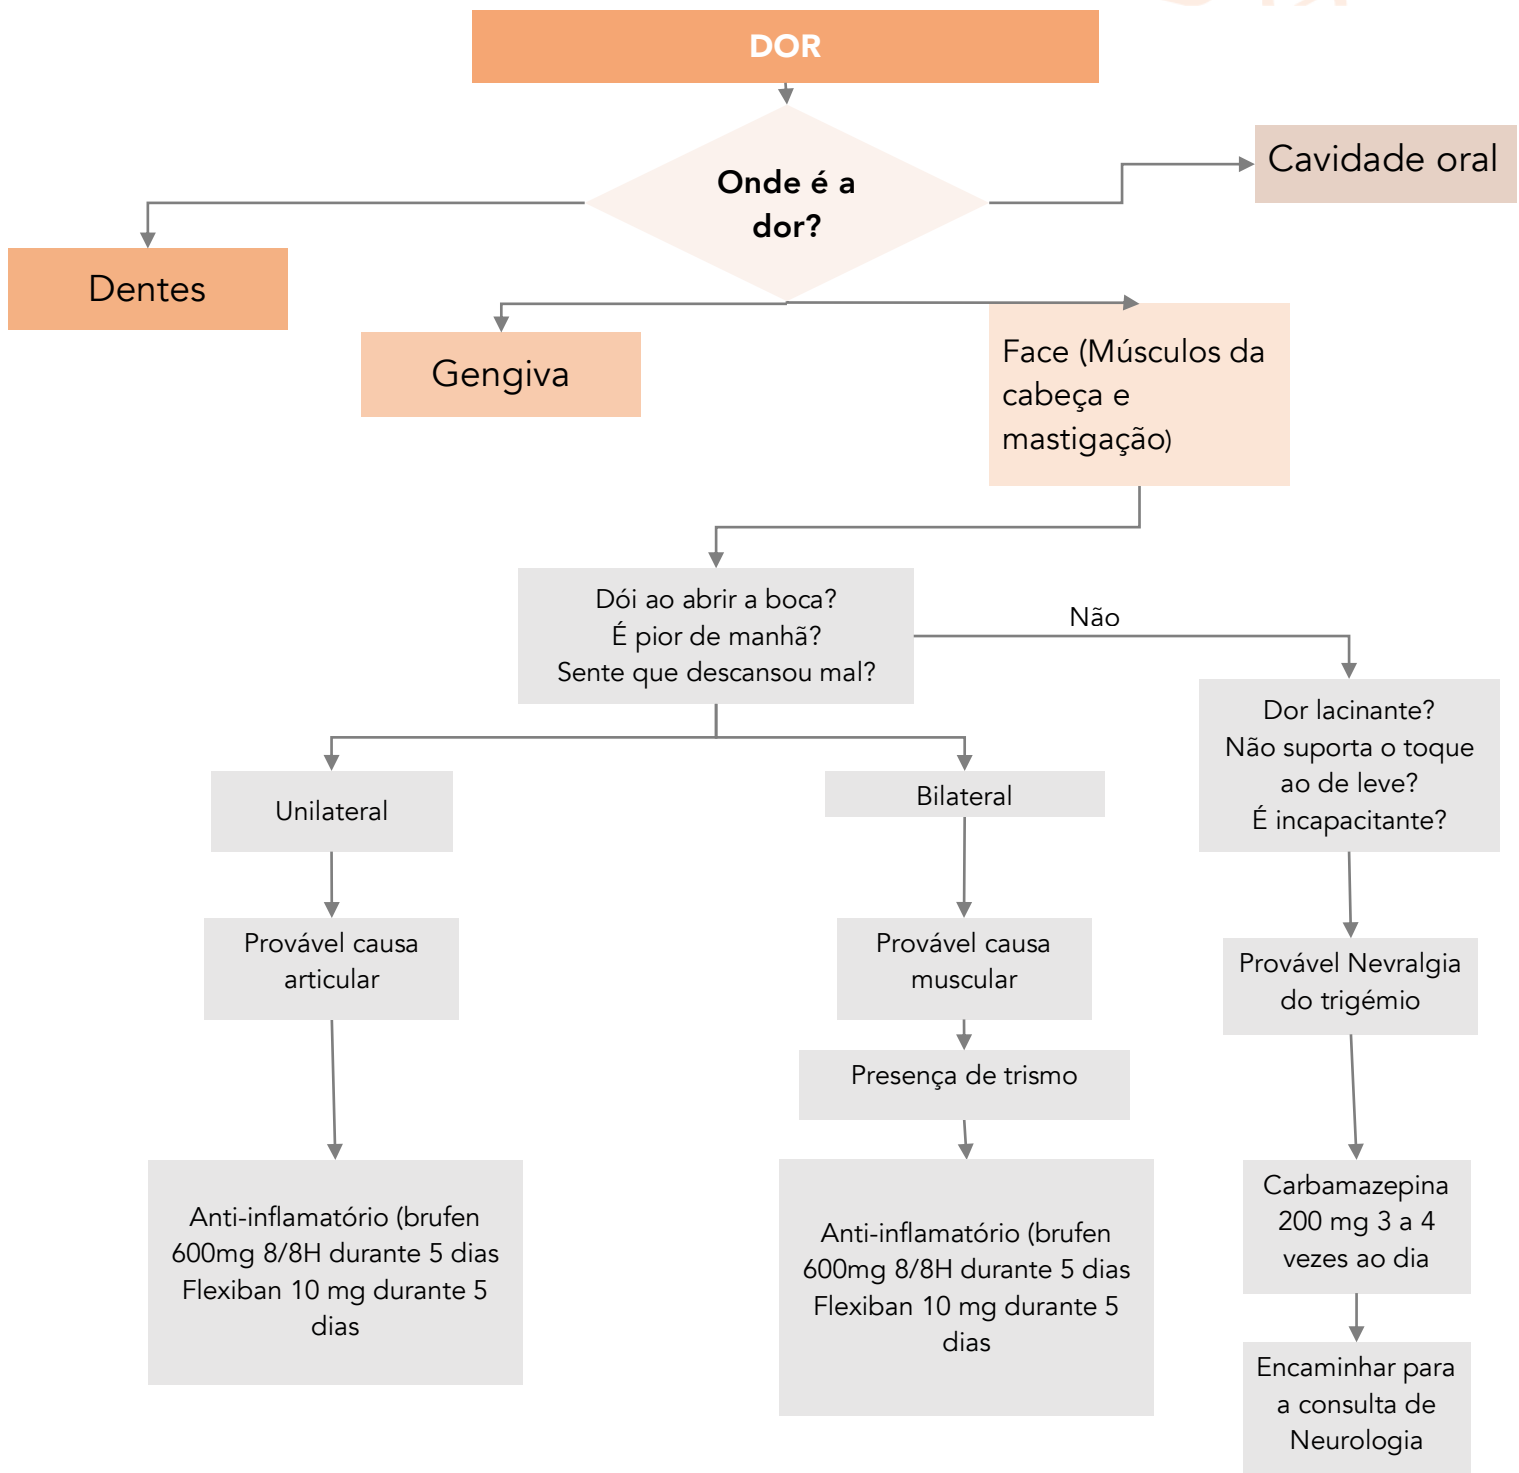 DOR
Onde é a
dor?
Cavidade oral
Dentes
Gengiva
Face (Músculos da
cabeça e
mastigação)
Dói ao abrir a boca?
É pior de manhã?
Sente que descansou mal?
Não
Dor lacinante?
Não suporta o toque
ao de leve?
É incapacitante?
Unilateral
Bilateral
Provável causa
articular
Provável causa
muscular
Provável Nevralgia
do trigémio
Presença de trismo
Anti-inflamatório (brufen
600mg 8/8H durante 5 dias
Flexiban 10 mg durante 5
dias
Anti-inflamatório (brufen
600mg 8/8H durante 5 dias
Flexiban 10 mg durante 5
dias
Carbamazepina
200 mg 3 a 4
vezes ao dia
Encaminhar para
a consulta de
Neurologia